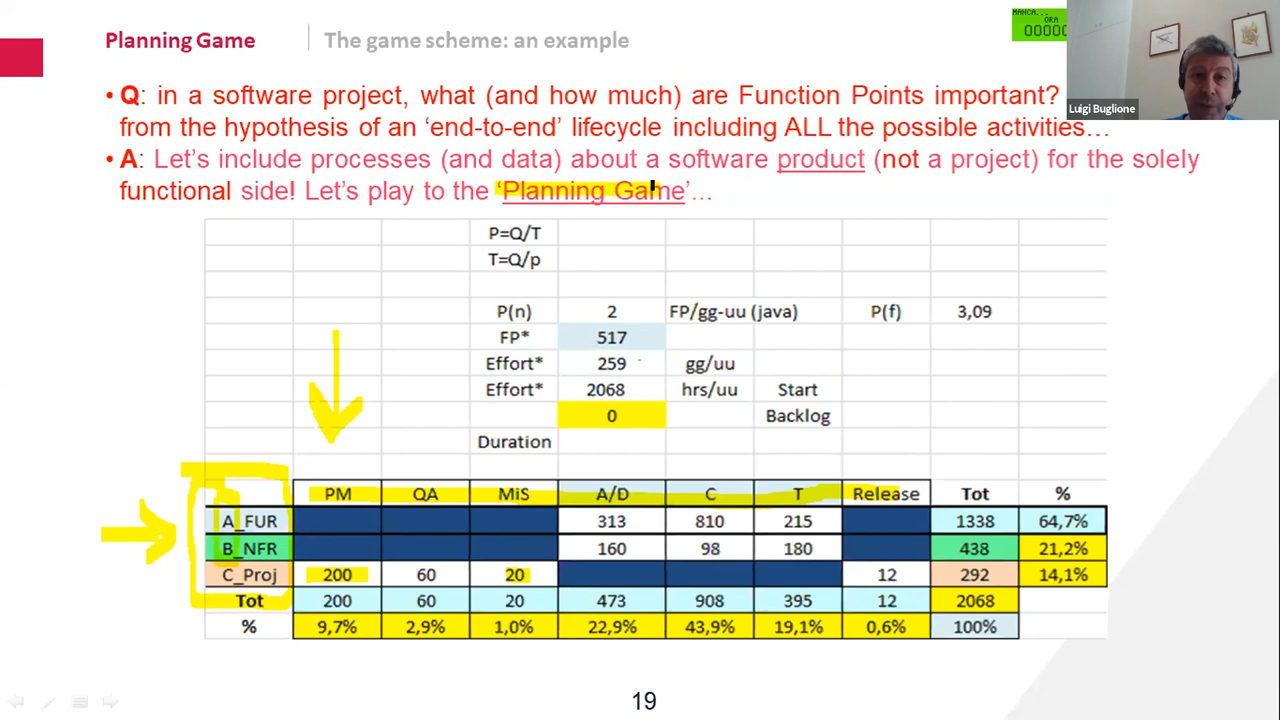 Planning Game
The game scheme: an example
MANCA...
ORA
Luigi Buglione
• Q: in a software project, what (and how much) are Function Points important?
from the hypothesis of an ‘end-to-end’ lifecycle including ALL the possible activities…
• A: Let’s include processes (and data) about a software product (not a project) for the solely
functional side! Let’s play to the ‘Planning Game’…
P=Q/T
T=Q/p
P(n) 2 FP/gg-uu (java) P(f) 3,09
FP* 517
Effort* 259 gg/uu
Effort* 2068 hrs/uu Start
0 Backlog
Duration
PM QA MiS A/D C T Release Tot %
A_FUR 313 810 215 1338 64,7%
B_NFR 160 98 180 438 21,2%
C_Proj 200 60 20 12 292 14,1%
Tot 200 60 20 473 908 395 12 2068
% 9,7% 2,9% 1,0% 22,9% 43,9% 19,1% 0,6% 100%
19